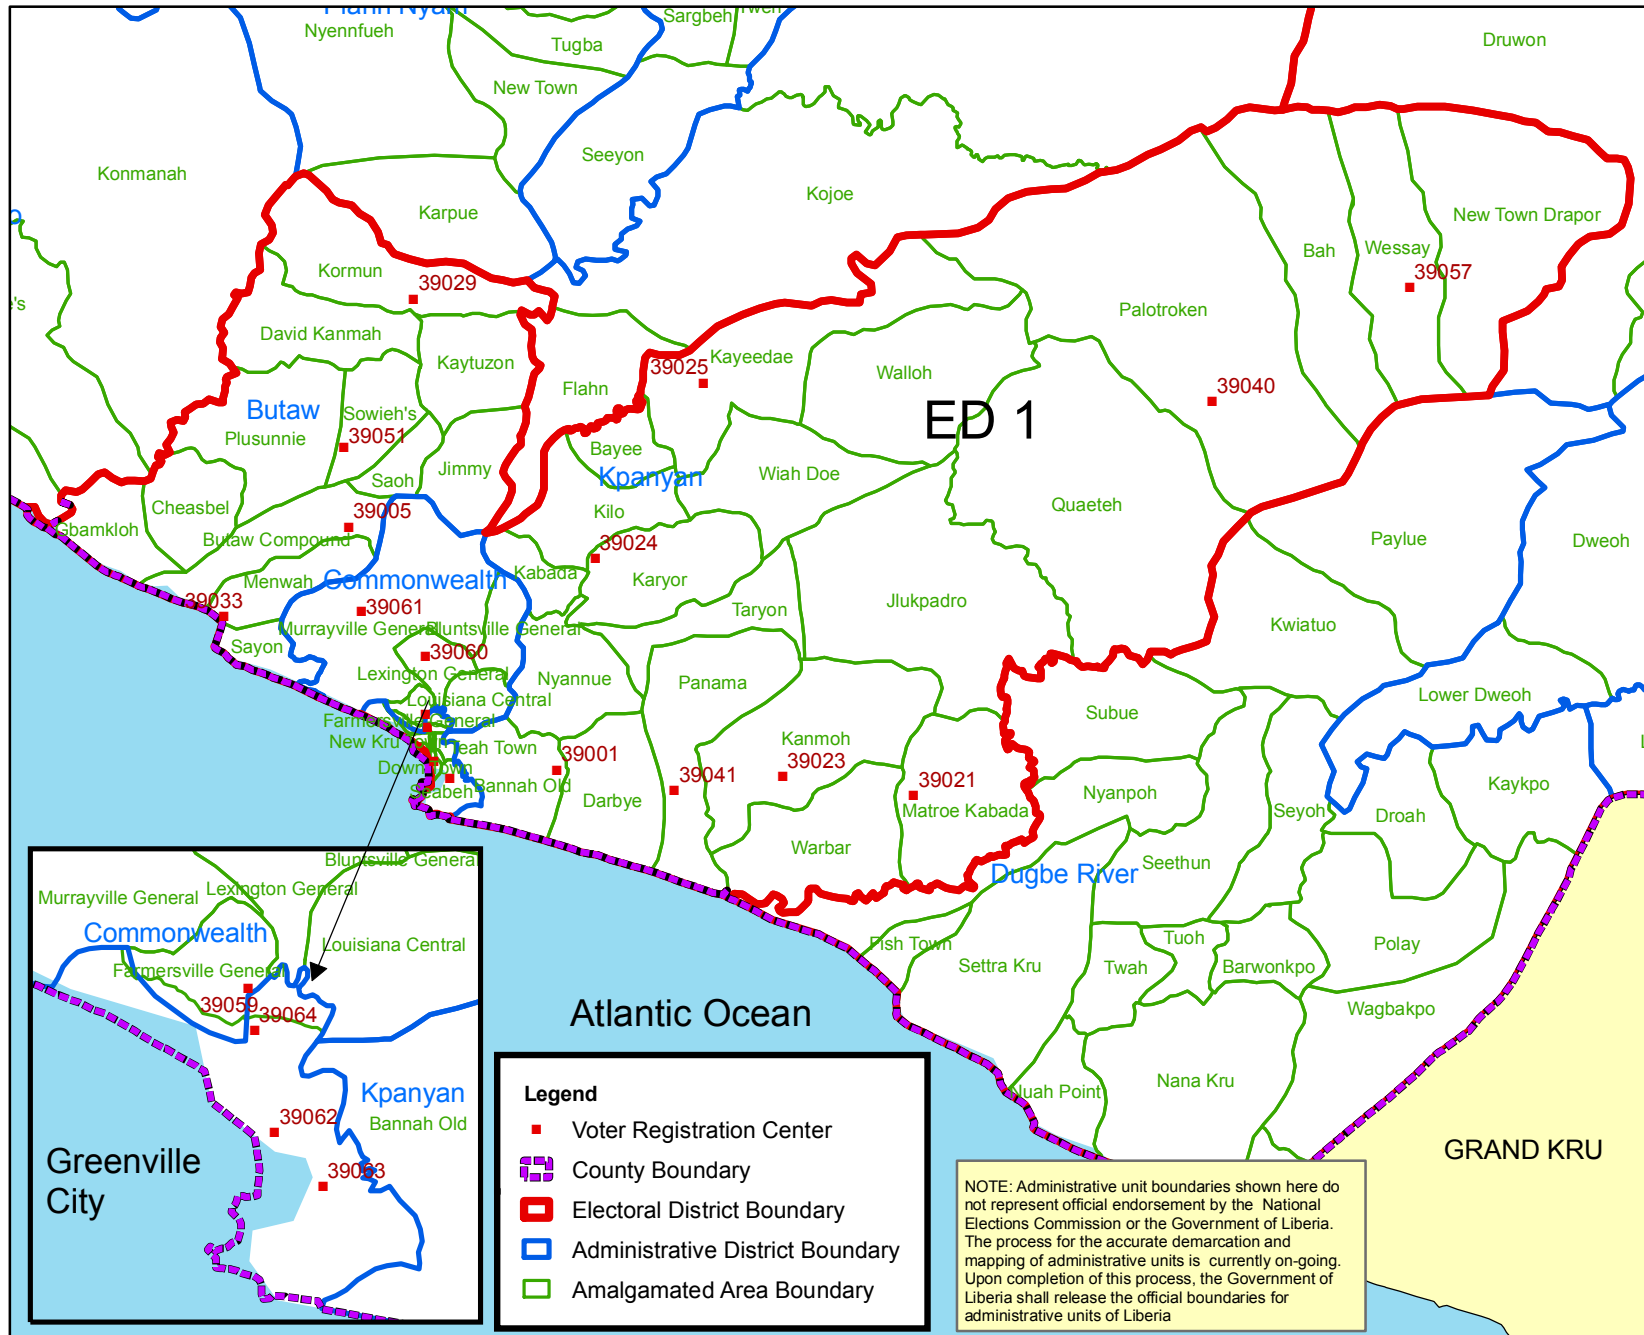 Nyennfueh
Sargbeh
Tugba
Druwon
New Town
Seeyon
Konmanah
Kojoe
Karpue
New Town Drapor
Bah
Wessay
Kormun
39029
39057
Palotroken
David Kanmah
Kaytuzon
Kayeedae
39025
Walloh
Flahn
39040
Butaw
Sowieh's
ED 1
Plusunnie
39051
Bayee
Jimmy
Kpanyan
Wiah Doe
Saoh
Cheasbel
Kilo
Quaeteh
39005
Gbamkloh
Butaw Compound
39024
Paylue
Dweoh
Menwah
Commonwealth
Kabada
Karyor
39033
39061
Taryon
Jlukpadro
Murrayville General
Bluntsville General
Kwiatuo
Sayon
39060
Lexington General
Nyannue
Panama
Louisiana Central
Lower Dweoh
Farmersville General
Subue
New Kru Town
Yeah Town
Kanmoh
39001
39023
Down Town
39041
39021
Kaykpo
Seabeh
Bannah Old
Darbye
Matroe Kabada
Nyanpoh
Seyoh
Droah
Warbar
Seethun
Dugbe River
Fish Town
Settra Kru
Tuoh
Twah
Barwonkpo
Polay
Wagbakpo
Nuah Point
Nana Kru
Atlantic Ocean
GRAND KRU
Bluntsville General
Murrayville General
Lexington General
Commonwealth
Louisiana Central
Farmersville General
39059
39064
Kpanyan
39062
Bannah Old
Greenville
City
39063
Legend
Voter Registration Center
County Boundary
Electoral District Boundary
Administrative District Boundary
Amalgamated Area Boundary
NOTE: Administrative unit boundaries shown here do
not represent official endorsement by the National
Elections Commission or the Government of Liberia.
The process for the accurate demarcation and
mapping of administrative units is currently on-going.
Upon completion of this process, the Government of
Liberia shall release the official boundaries for
administrative units of Liberia